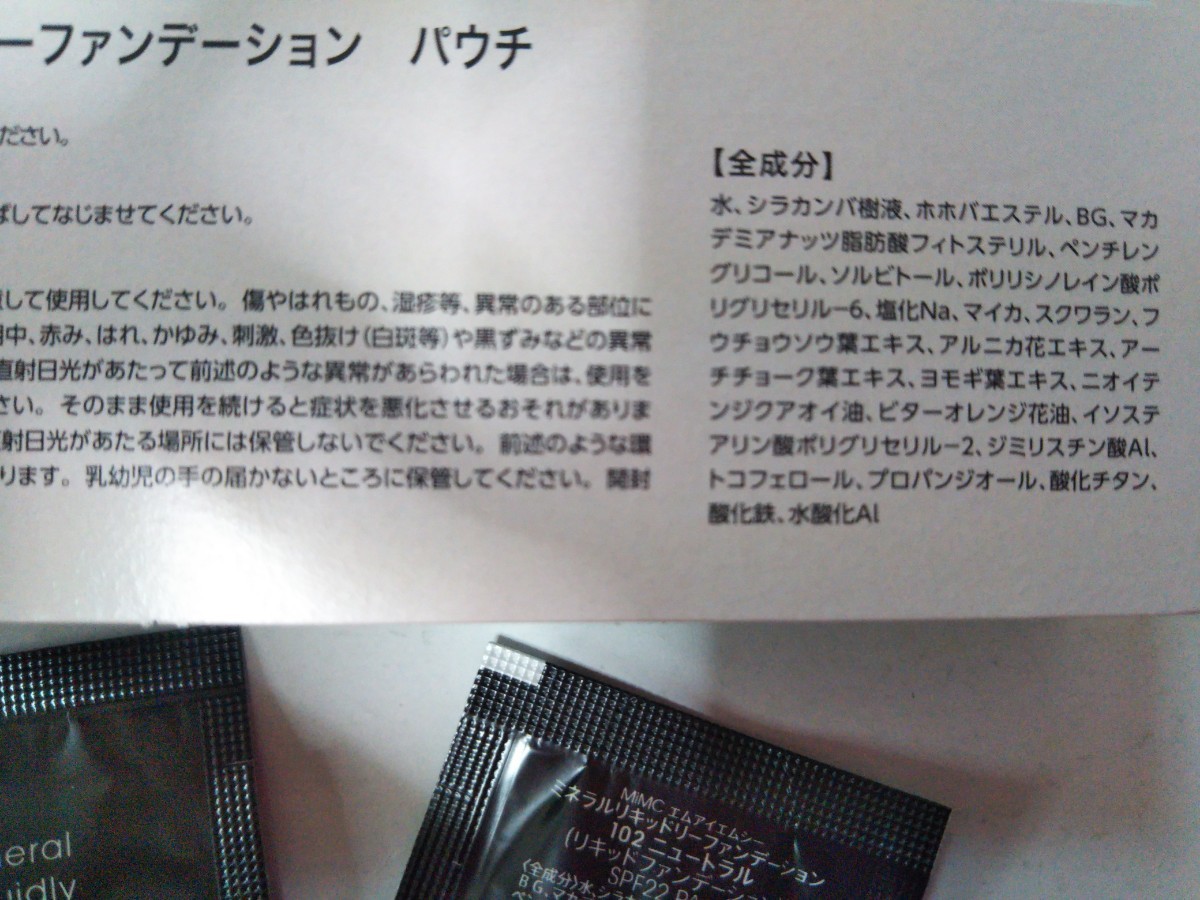 ーファンデーション パウチ
ださい。
ばしてなじませてください。
して使用してください。傷やはれもの、湿疹等、異常のある部位に
中、赤み、はれ、かゆみ、刺激、色抜け(白斑等)や黒ずみなどの異常
直射日光があたって前述のような異常があらわれた場合は、使用を
さい。そのまま使用を続けると症状を悪化させるおそれがありま
射日光があたる場所には保管しないでください。前述のような環
ります。乳幼児の手の届かないところに保管してください。開封
【全成分】
水、シラカンバ樹液、ホホバエステル、BG、マカ
デミアナッツ脂肪酸フィトステリル、ペンチレン
グリコール、ソルビトール、ポリリシノレイン酸ポ
リグリセリル−6、塩化Na、マイカ、スクワラン、フ
ウチョウソウ葉エキス、アルニカ花エキス、アー
チチョーク葉エキス、ヨモギ葉エキス、ニオイテ
ンジクアオイ油、ビターオレンジ花油、イソステ
アリン酸ポリグリセリル−2、ジミリスチン酸Al、
トコフェロール、プロパンジオール、酸化チタン、
酸化鉄、水酸化Al
eral
uidly
MiMC エムアイエムシー
ミネラルリキッドリーファンデーション
102 ニュートラル
(リキッドファンデーション
SPF22 PA
〈全成分〉水、シラカ
BG、マカ
ペン